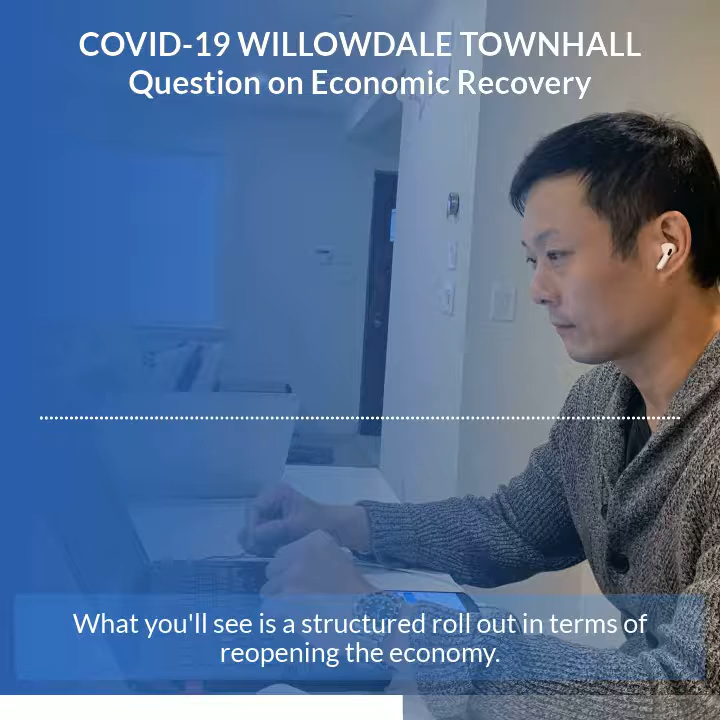 COVID-19 WILLOWDALE TOWNHALL
Question on Economic Recovery
What you'll see is a structured roll out in terms of
reopening the economy.